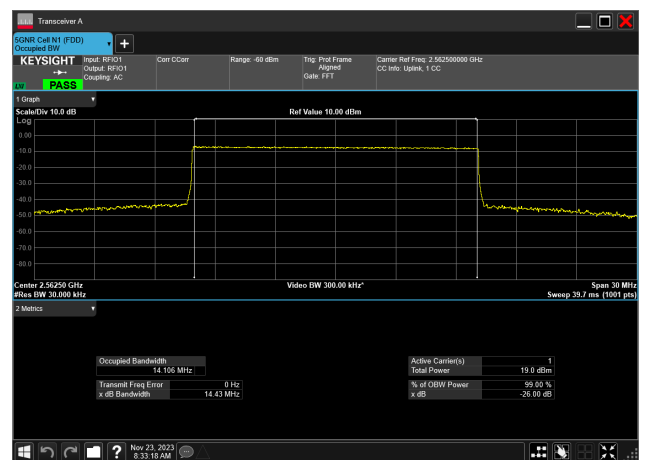 Transceiver A
5GNR Cell N1 (FDD)
Occupied BW
+
KEYSIGHT
LV PASS
Input: RFIO1
Output: RFIO1
Coupling: AC
Corr CCorr
Range: -60 dBm
Trig: Prot Frame
Aligned
Gate: FFT
Carrier Ref Freq: 2.562500000 GHz
CC Info: Uplink, 1 CC
1 Graph
Scale/Div 10.0 dB
Ref Value 10.00 dBm
Log
0.00
-10.0
-20.0
-30.0
-40.0
-50.0
-60.0
-70.0
-80.0
Center 2.56250 GHz
Video BW 300.00 kHz^
Span 30 MHz
#Res BW 30.000 kHz
Sweep 39.7 ms (1001 pts)
2 Metrics
Occupied Bandwidth
14.106 MHz
Transmit Freq Error 0 Hz
x dB Bandwidth 14.43 MHz
Active Carrier(s) 1
Total Power 19.0 dBm
% of OBW Power 99.00 %
x dB -26.00 dB
?
Nov 23, 2023
8:33:18 AM